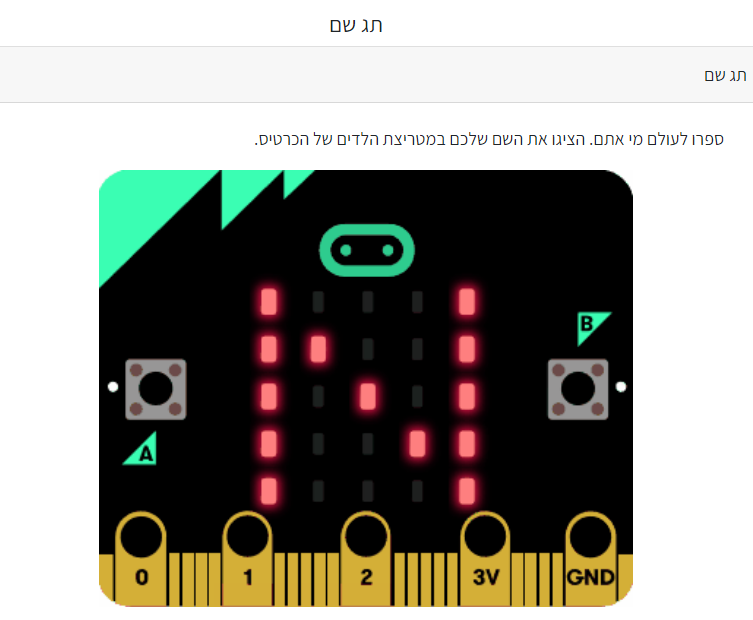 תג שם
תג שם
ספרו לעולם מי אתם. הציגו את השם שלכם במטריצת הלדים של הכרטיס.
B
A
N
0 1 2 3V GND